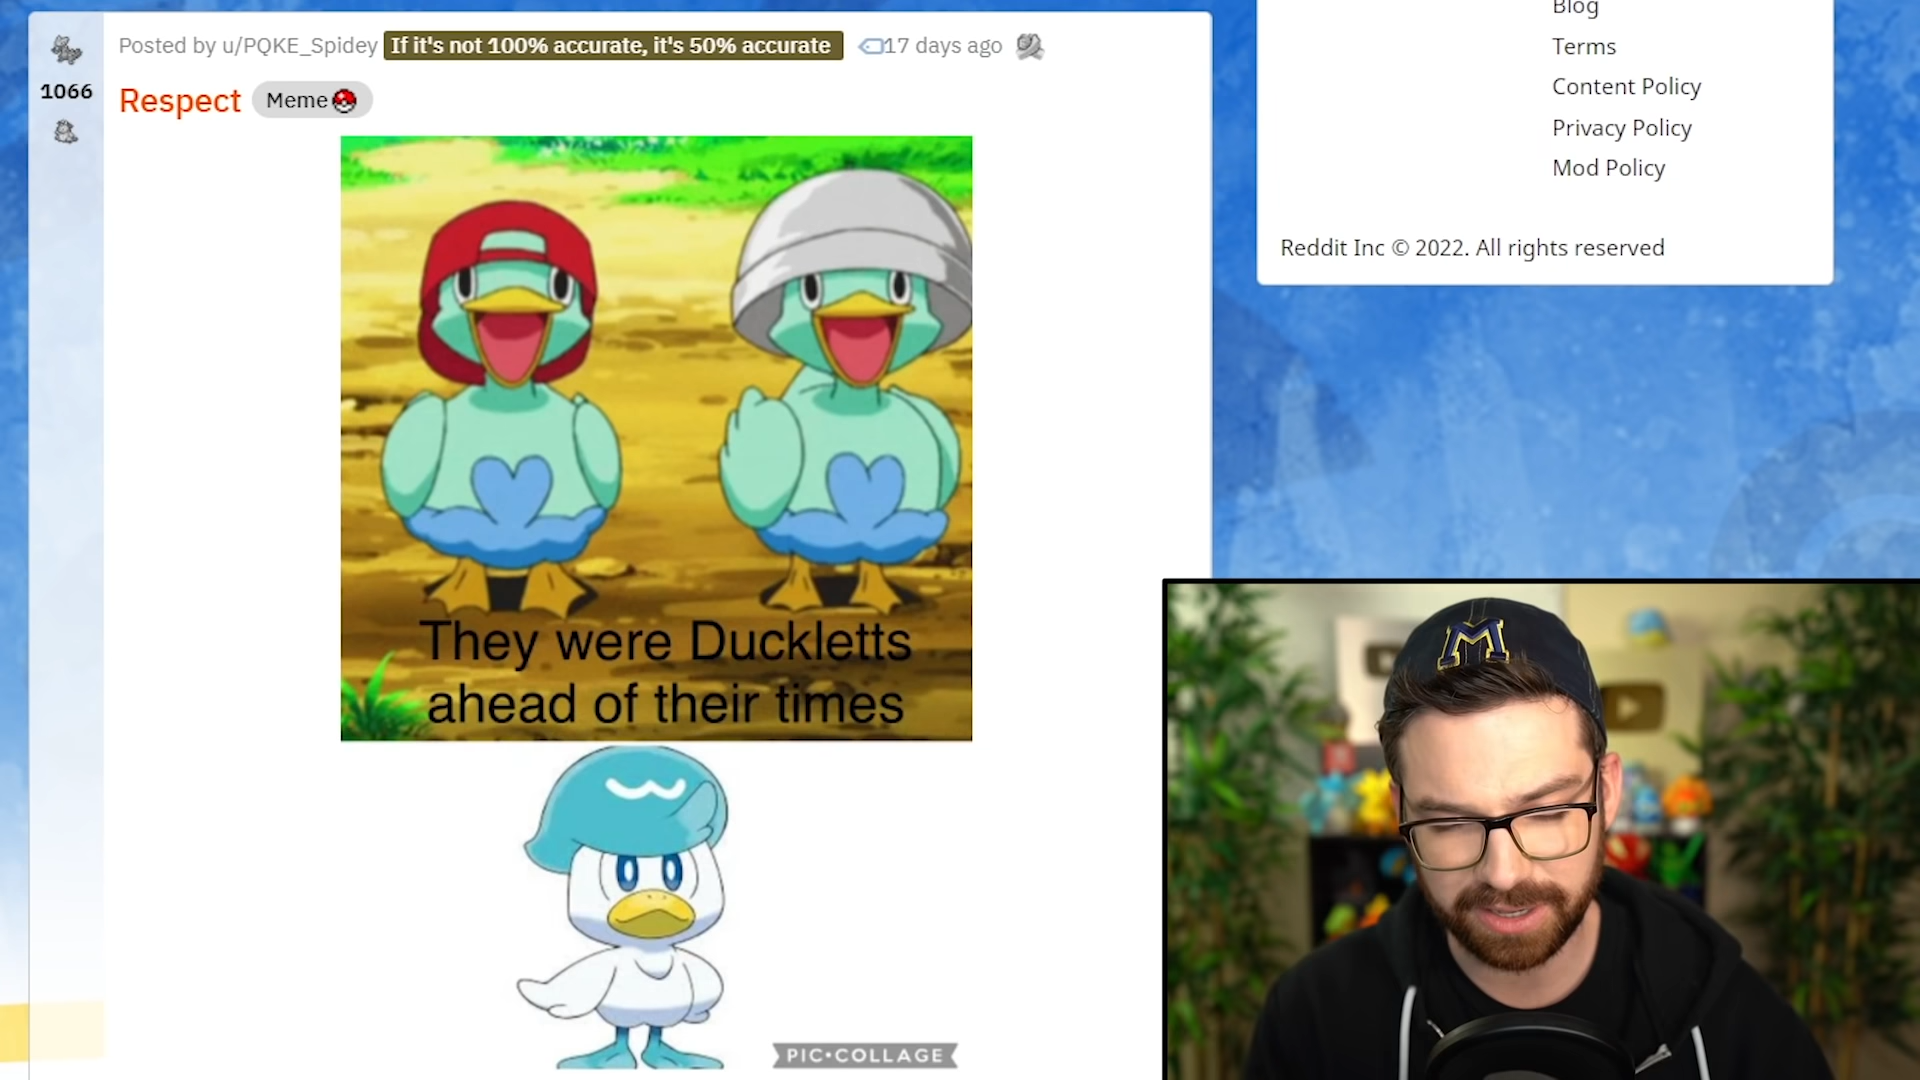 Posted by u/PQKE_Spidey If it's not 100% accurate, it's 50% accurate 17 days ago
1066
Respect Meme
They were Duckletts
ahead of their times
PIC•COLLAGE
Blog
Terms
Content Policy
Privacy Policy
Mod Policy
Reddit Inc © 2022. All rights reserved
M